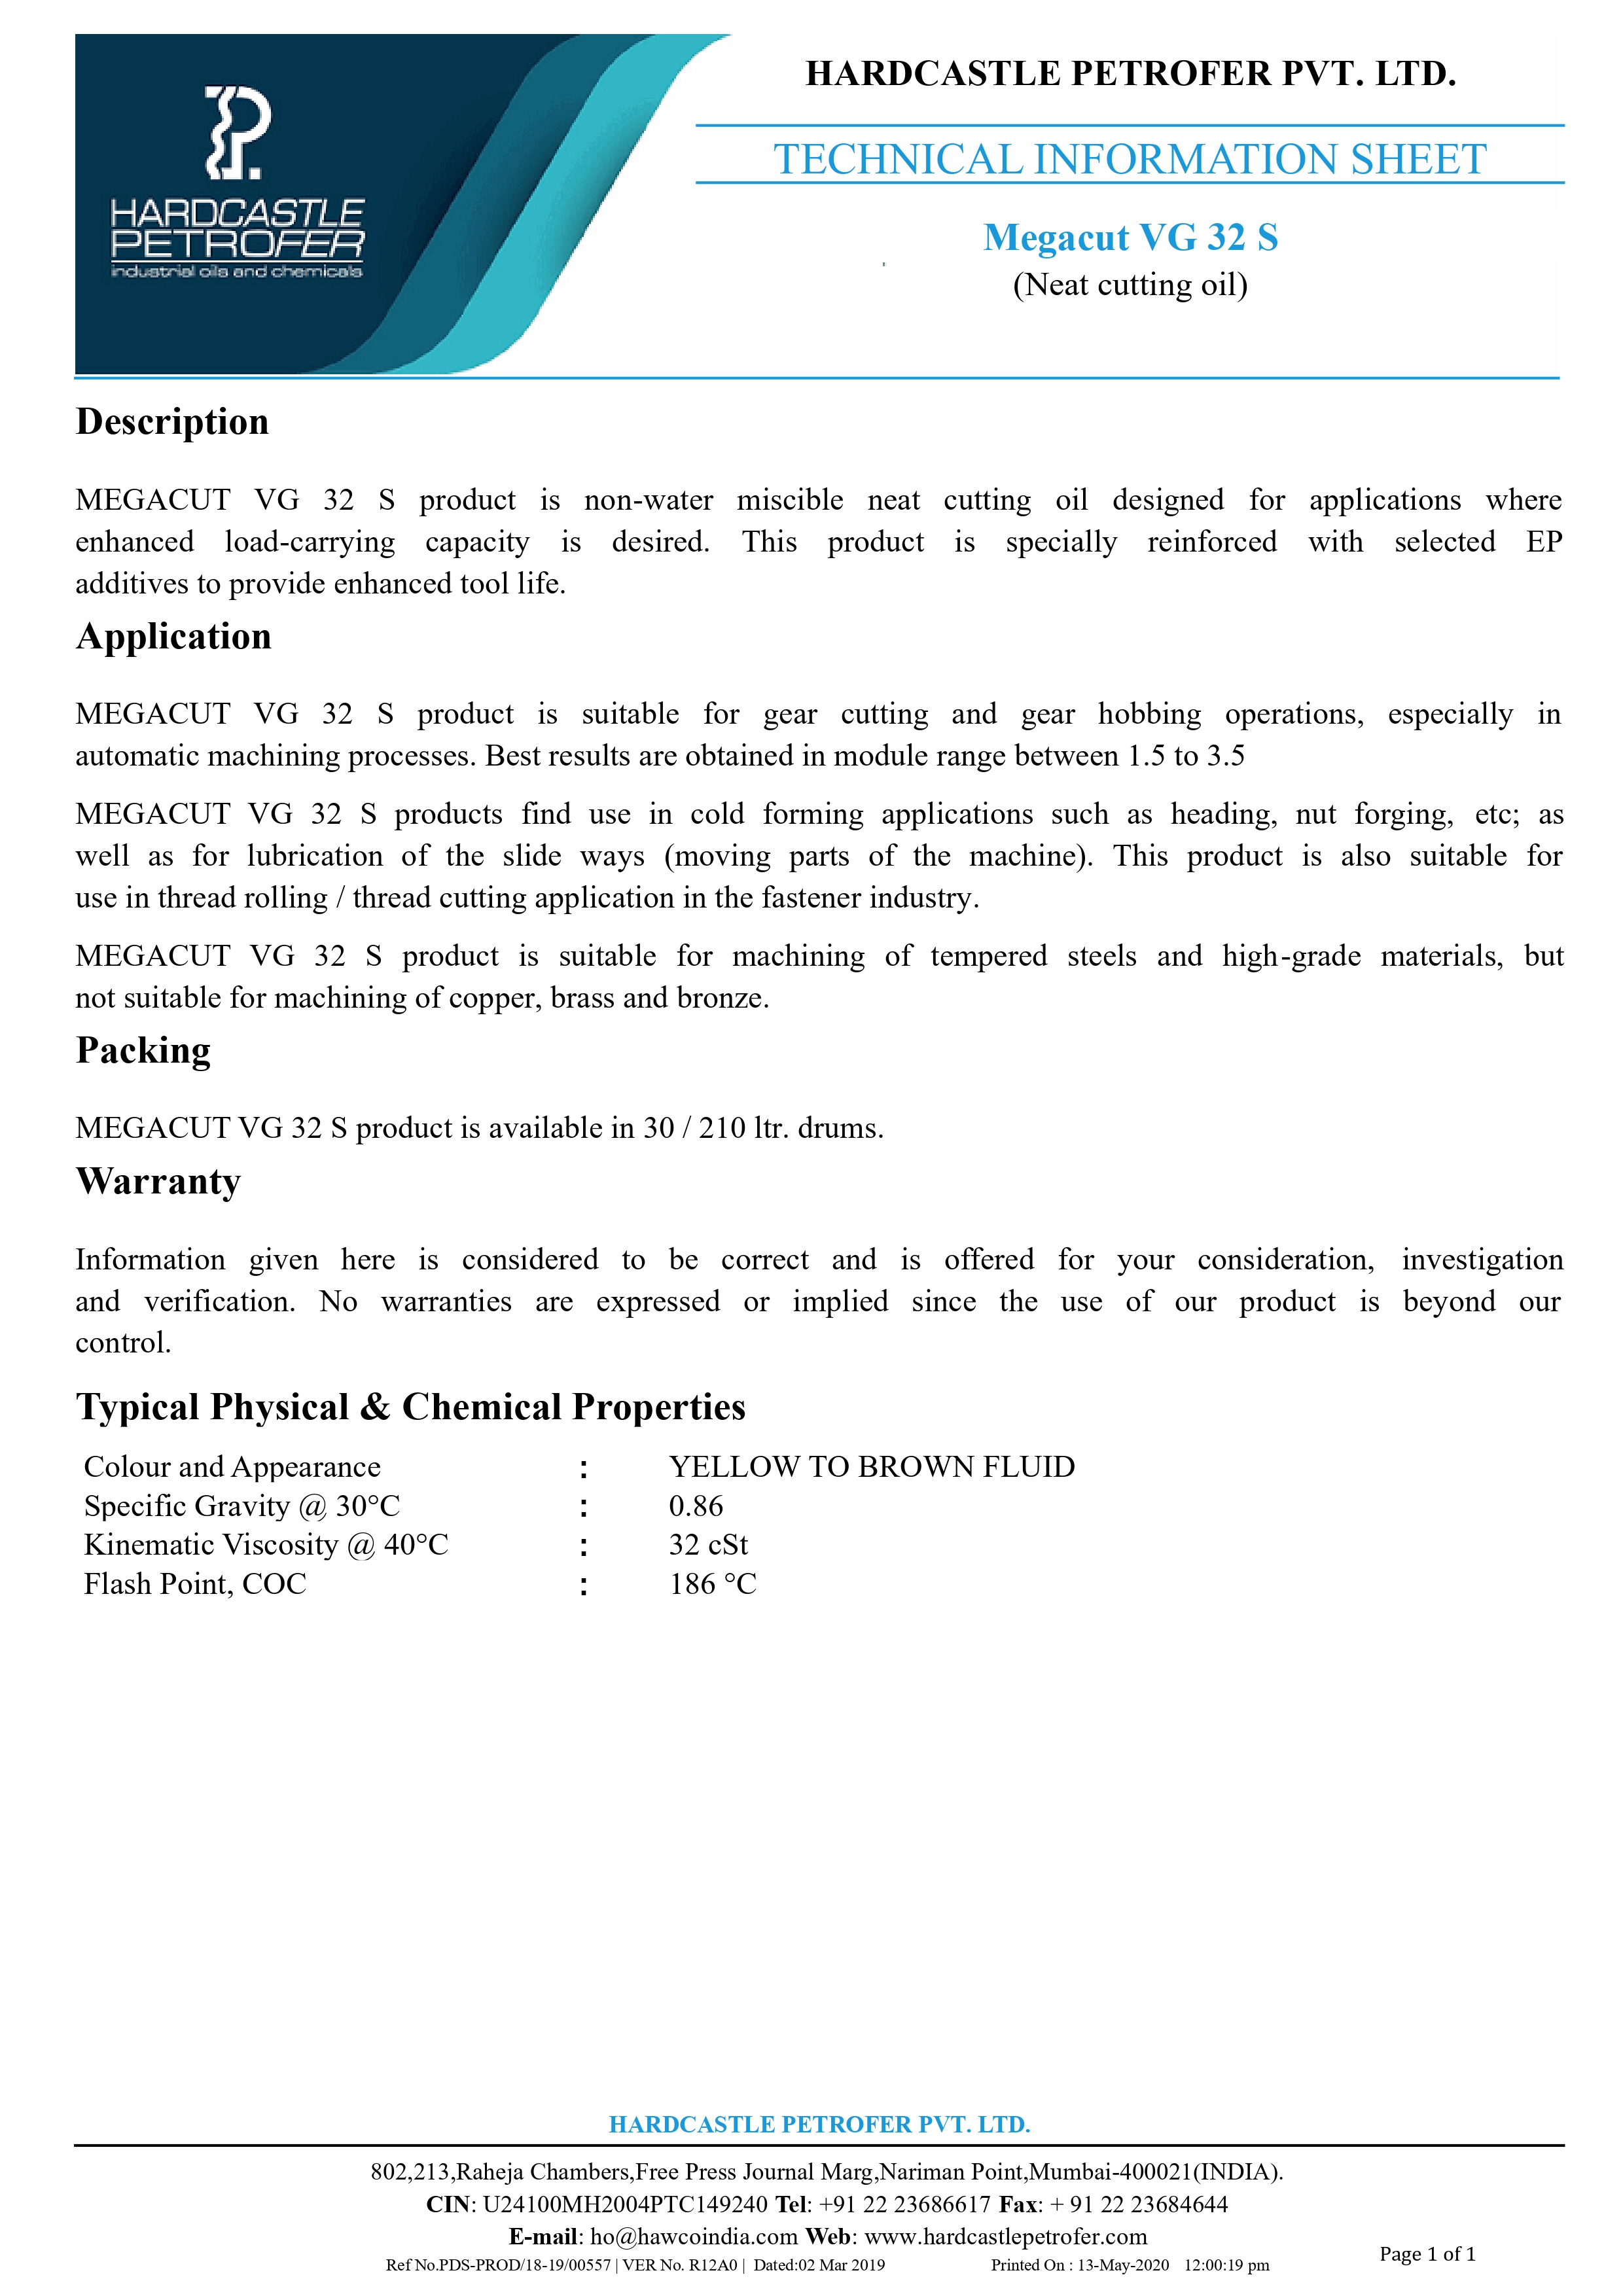 HARDCASTLE
PETROFER
industrial oils and chemicals
HARDCASTLE PETROFER PVT. LTD.
TECHNICAL INFORMATION SHEET
Megacut VG 32 S
(Neat cutting oil)
Description
MEGACUT VG 32 S product is non-water miscible neat cutting oil designed for applications where
enhanced load-carrying capacity is desired. This product is specially reinforced with selected EP
additives to provide enhanced tool life.
Application
MEGACUT VG 32 S product is suitable for gear cutting and gear hobbing operations, especially in
automatic machining processes. Best results are obtained in module range between 1.5 to 3.5
MEGACUT VG 32 S products find use in cold forming applications such as heading, nut forging, etc; as
well as for lubrication of the slide ways (moving parts of the machine). This product is also suitable for
use in thread rolling / thread cutting application in the fastener industry.
MEGACUT VG 32 S product is suitable for machining of tempered steels and high-grade materials, but
not suitable for machining of copper, brass and bronze.
Packing
MEGACUT VG 32 S product is available in 30 / 210 ltr. drums.
Warranty
Information given here is considered to be correct and is offered for your consideration, investigation
and verification. No warranties are expressed or implied since the use of our product is beyond our
control.
Typical Physical & Chemical Properties
Colour and Appearance : YELLOW TO BROWN FLUID
Specific Gravity @ 30°C : 0.86
Kinematic Viscosity @ 40°C : 32 cSt
Flash Point, COC : 186 °C
HARDCASTLE PETROFER PVT. LTD.
802,213,Raheja Chambers,Free Press Journal Marg,Nariman Point,Mumbai-400021(INDIA).
CIN: U24100MH2004PTC149240 Tel: +91 22 23686617 Fax: + 91 22 23684644
E-mail: ho@hawcoindia.com Web: www.hardcastlepetrofer.com
Ref No.PDS-PROD/18-19/00557 | VER No. R12A0 | Dated:02 Mar 2019 Printed On : 13-May-2020 12:00:19 pm
Page 1 of 1